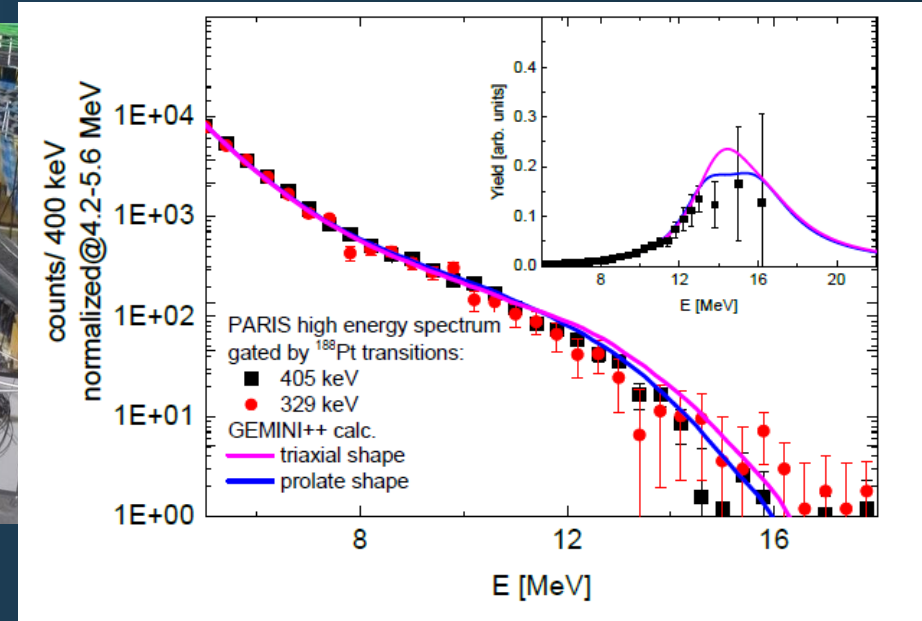 counts/ 400 keV
normalized@4.2-5.6 MeV
1E+04
1E+03
1E+02
1E+01
1E+00
8
12
16
E [MeV]
PARIS high energy spectrum
gated by ¹⁸⁸Pt transitions:
405 keV
329 keV
GEMINI++ calc.
triaxial shape
prolate shape
Yield [arb. units]
0.4
0.3
0.2
0.1
0.0
8
12
16
20
E [MeV]